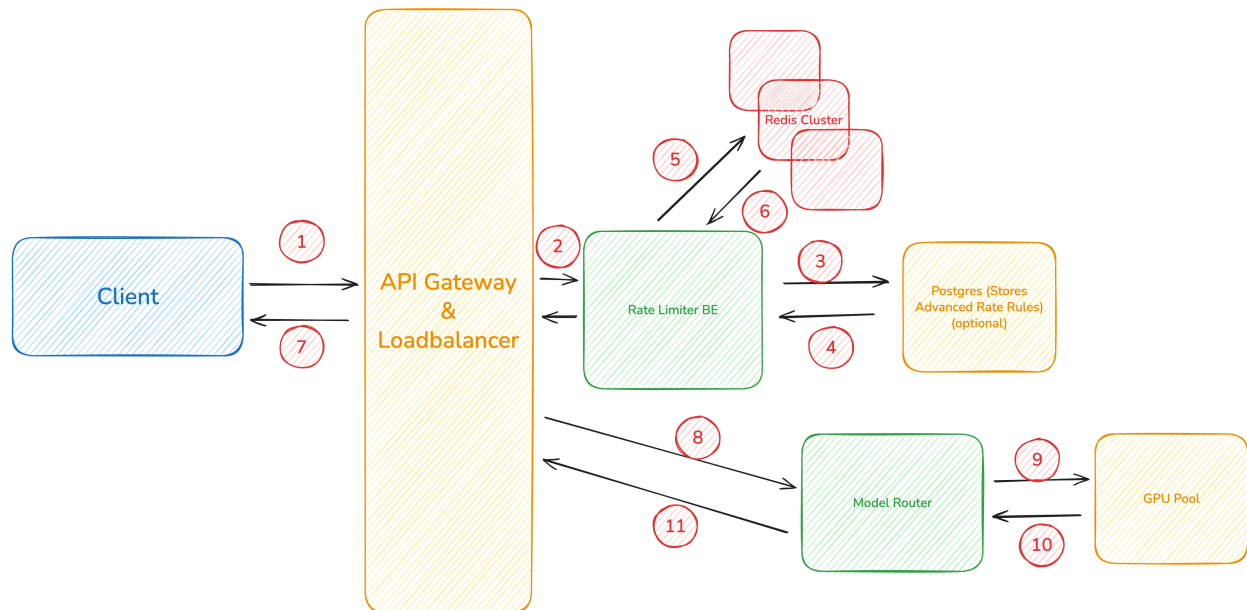 Redis Cluster
5
6
1
2
3
Client
API Gateway
&
Loadbalancer
Rate Limiter BE
Postgres (Stores
Advanced Rate Rules)
(optional)
7
4
8
9
Model Router
GPU Pool
11
10